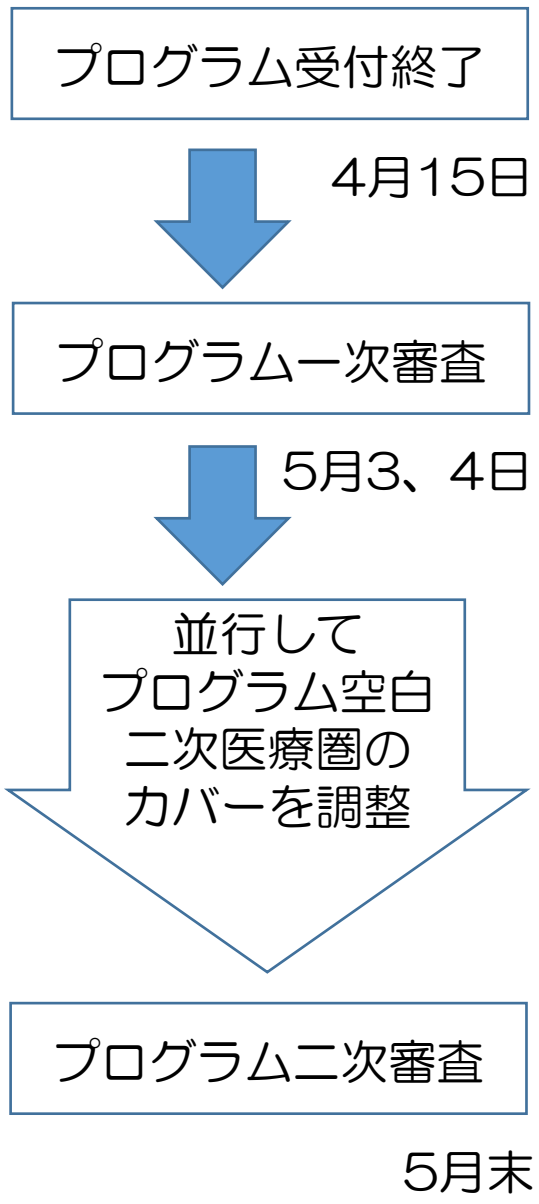 プログラム受付終了
4月15日
プログラム一次審査
5月3、4日
並行して
プログラム空白
二次医療圏の
カバーを調整
プログラム二次審査
5月末